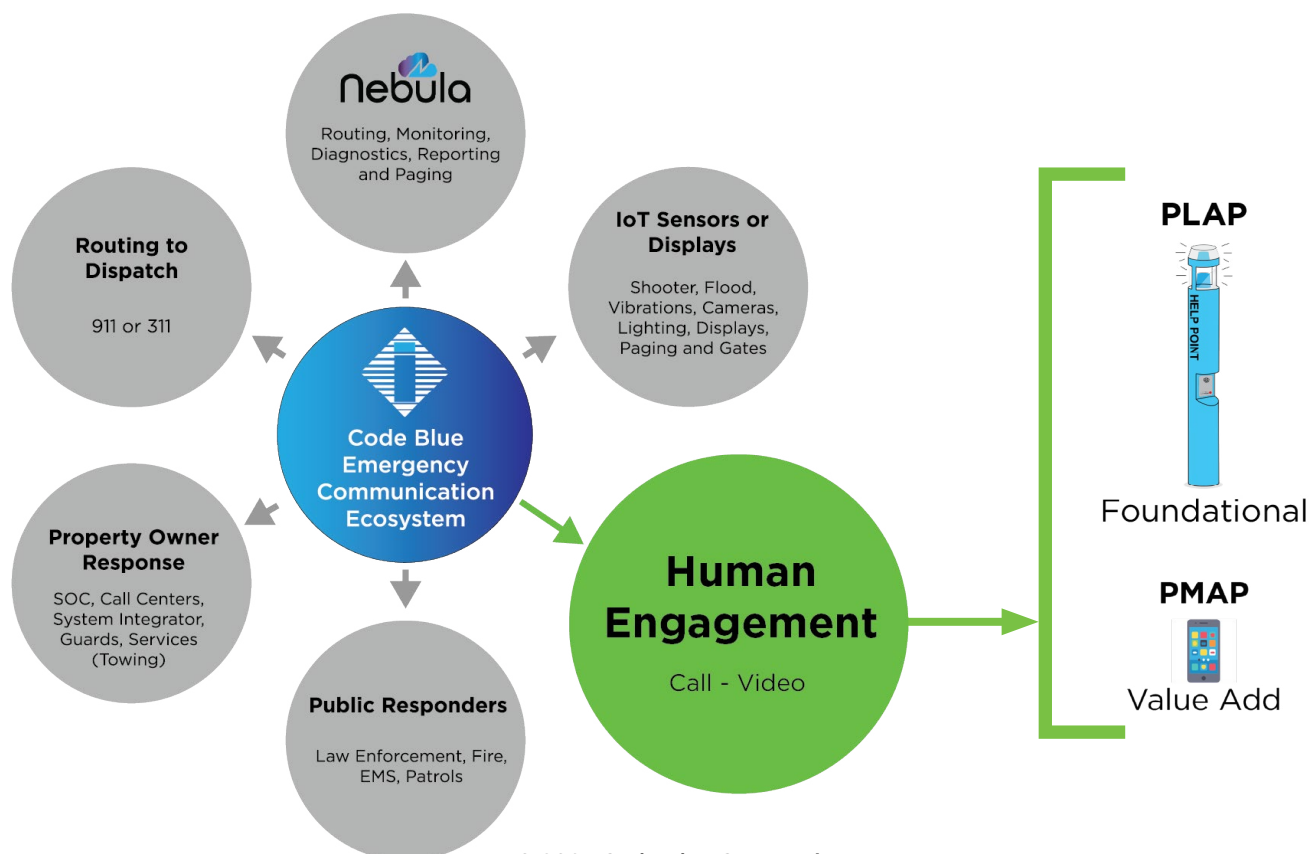 nebula
Routing, Monitoring,
Diagnostics, Reporting
and Paging
Routing to
Dispatch
911 or 311
IoT Sensors or
Displays
Shooter, Flood,
Vibrations, Cameras,
Lighting, Displays,
Paging and Gates
Code Blue
Emergency
Communication
Ecosystem
Property Owner
Response
SOC, Call Centers,
System Integrator,
Guards, Services
(Towing)
Public Responders
Law Enforcement, Fire,
EMS, Patrols
Human
Engagement
Call - Video
PLAP
HELP POINT
Foundational
PMAP
Value Add